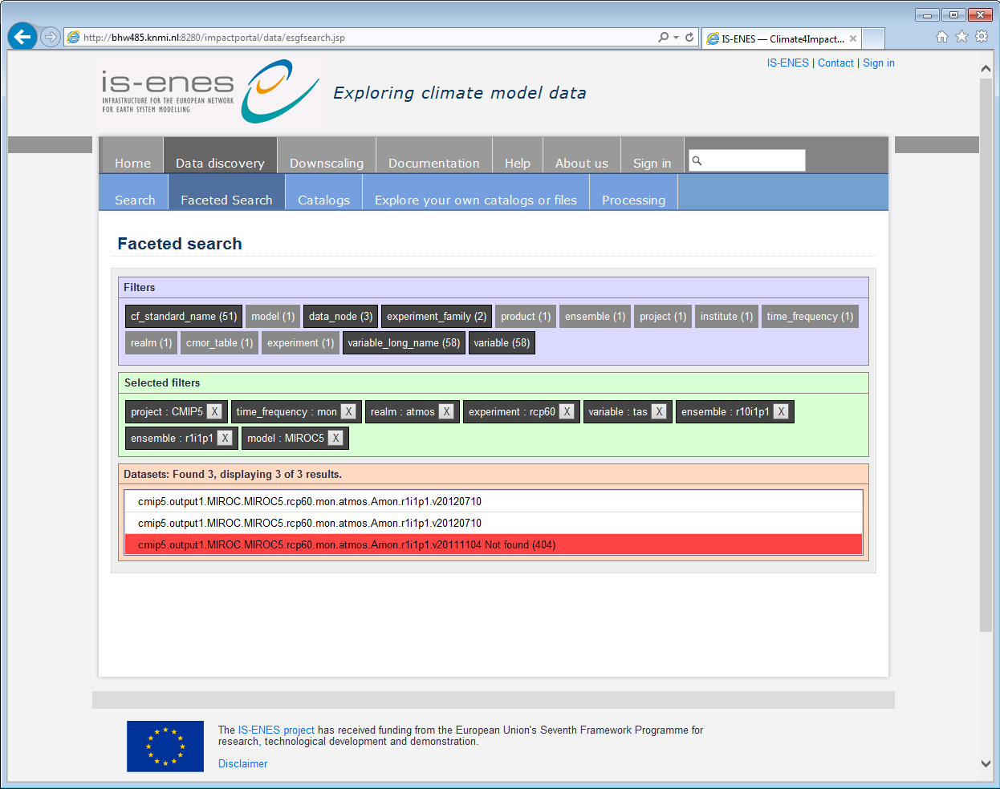 http://bhw485.knmi.nl:8280/impactportal/data/esgfsearch.jsp
IS-ENES — Climate4Impact...
IS-ENES | Contact | Sign in
is-enes
INFRASTRUCTURE FOR THE EUROPEAN NETWORK
FOR EARTH SYSTEM MODELLING
Exploring climate model data
Home Data discovery Downscaling Documentation Help About us Sign in
Search Faceted Search Catalogs Explore your own catalogs or files Processing
Faceted search
Filters
cf_standard_name (51) model (1) data_node (3) experiment_family (2) product (1) ensemble (1) project (1) institute (1) time_frequency (1)
realm (1) cmor_table (1) experiment (1) variable_long_name (58) variable (58)
Selected filters
project : CMIP5 X time_frequency : mon X realm : atmos X experiment : rcp60 X variable : tas X ensemble : r10i1p1 X
ensemble : r1i1p1 X model : MIROC5 X
Datasets: Found 3, displaying 3 of 3 results.
cmip5.output1.MIROC.MIROC5.rcp60.mon.atmos.Amon.r1i1p1.v20120710
cmip5.output1.MIROC.MIROC5.rcp60.mon.atmos.Amon.r1i1p1.v20120710
cmip5.output1.MIROC.MIROC5.rcp60.mon.atmos.Amon.r1i1p1.v20111104 Not found (404)
The IS-ENES project has received funding from the European Union's Seventh Framework Programme for
research, technological development and demonstration.
Disclaimer